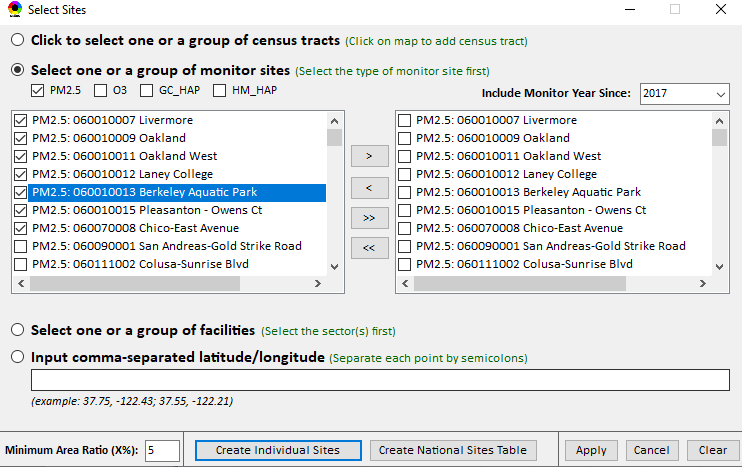 Select Sites
Click to select one or a group of census tracts (Click on map to add census tract)
Select one or a group of monitor sites (Select the type of monitor site first)
PM2.5 O3 GC_HAP HM_HAP Include Monitor Year Since: 2017
PM2.5: 060010007 Livermore
PM2.5: 060010009 Oakland
PM2.5: 060010011 Oakland West
PM2.5: 060010012 Laney College
PM2.5: 060010013 Berkeley Aquatic Park
PM2.5: 060010015 Pleasanton - Owens Ct
PM2.5: 060070008 Chico-East Avenue
PM2.5: 060090001 San Andreas-Gold Strike Road
PM2.5: 060111002 Colusa-Sunrise Blvd
>
<
>>
<<
PM2.5: 060010007 Livermore
PM2.5: 060010009 Oakland
PM2.5: 060010011 Oakland West
PM2.5: 060010012 Laney College
PM2.5: 060010013 Berkeley Aquatic Park
PM2.5: 060010015 Pleasanton - Owens Ct
PM2.5: 060070008 Chico-East Avenue
PM2.5: 060090001 San Andreas-Gold Strike Road
PM2.5: 060111002 Colusa-Sunrise Blvd
Select one or a group of facilities (Select the sector(s) first)
Input comma-separated latitude/longitude (Separate each point by semicolons)
(example: 37.75, -122.43; 37.55, -122.21)
Minimum Area Ratio (X%): 5 Create Individual Sites Create National Sites Table Apply Cancel Clear